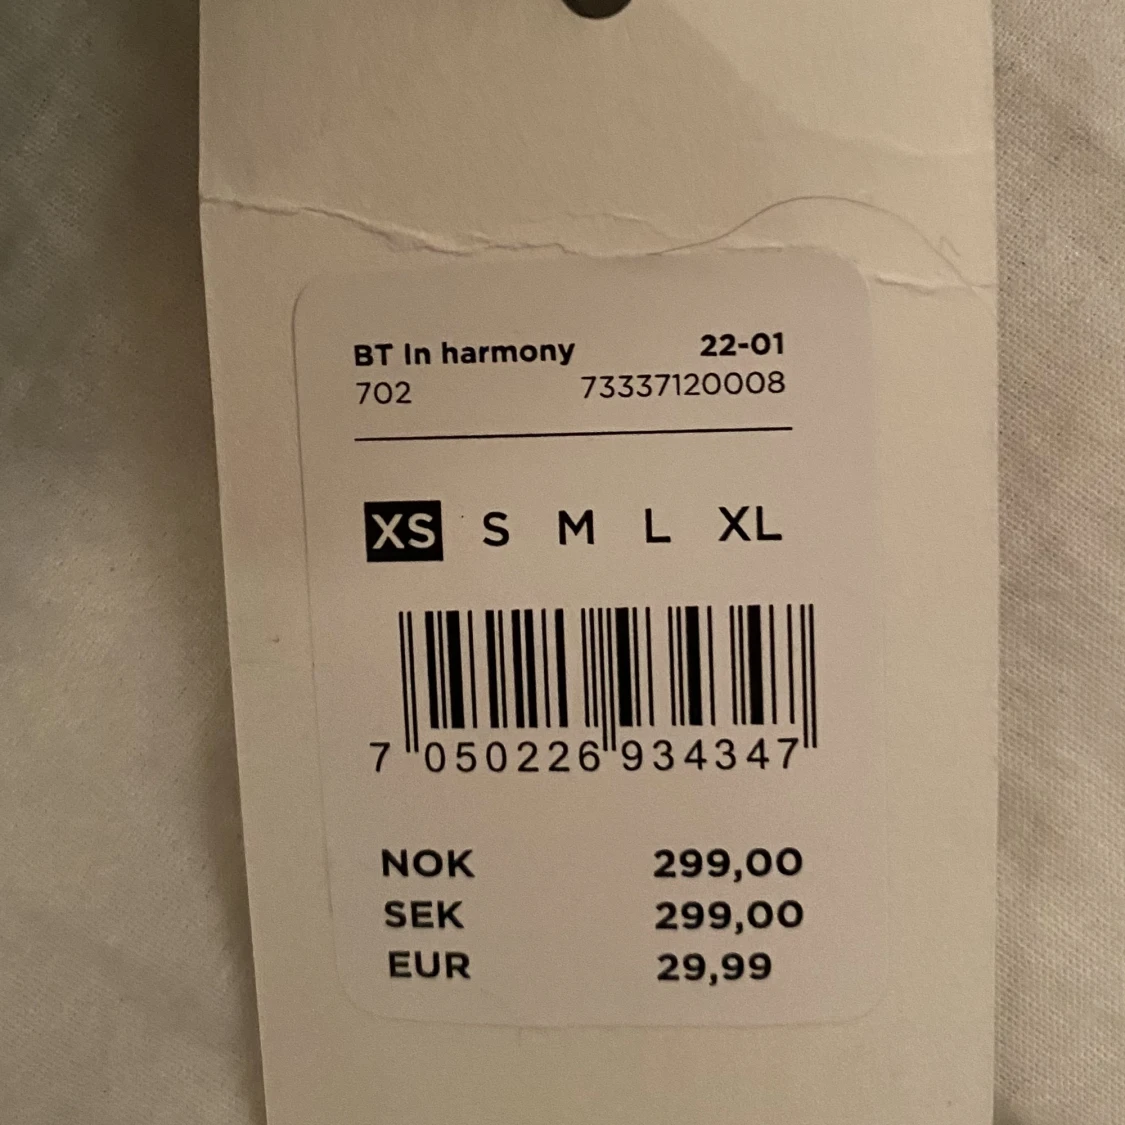 BT In harmony 22-01
702 73337120008
XS S M L XL
7 050226 934347
NOK 299,00
SEK 299,00
EUR 29,99